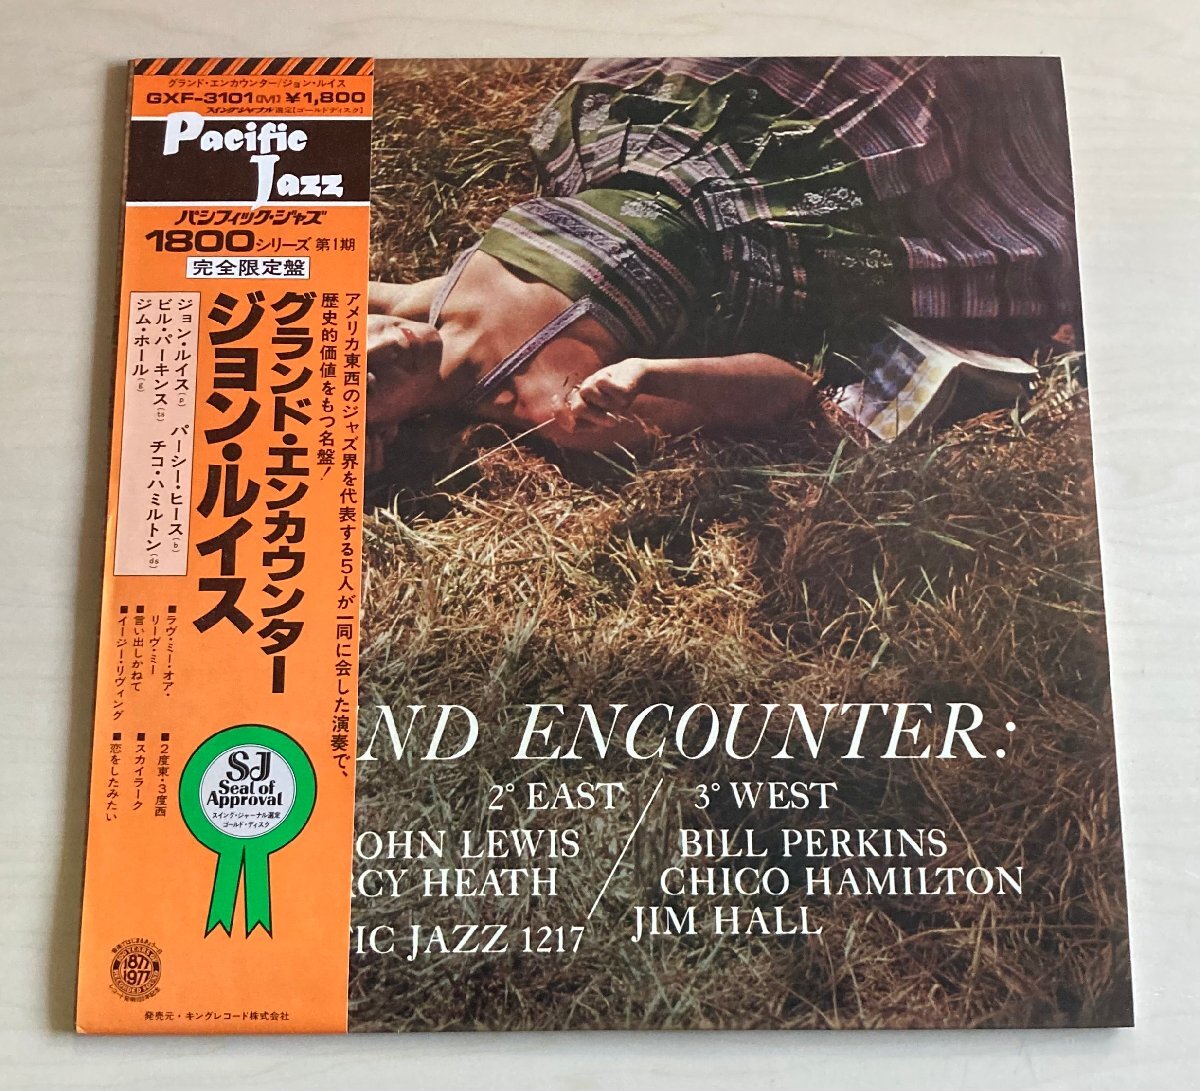 グランド・エンカウンター/ジョン・ルイス
GXF-3101(M) ¥1,800
スイングジャーナル選定[ゴールドディスク]
Pacific
Jazz
パシフィック・ジャズ
1800シリーズ 第1期
完全限定盤
アメリカ東西のジャズ界を代表する5人が一同に会した演奏で、
歴史的価値をもつ名盤!
グランド・エンカウンター
ジョン・ルイス
ジョン・ルイス(p) パーシー・ヒース(b)
ビル・パーキンス(ts) チコ・ハミルトン(ds)
ジム・ホール(g)
■ラヴ・ミー・オア・
リーヴ・ミー
■言い出しかねて
■イージー・リヴィング
■2度東・3度西
■スカイラーク
■恋をしたみたい
SJ
Seal of
Approval
スイング・ジャーナル選定
ゴールド・ディスク
1877
1977
発売元・キングレコード株式会社
ND ENCOUNTER:
2° EAST / 3° WEST
OHN LEWIS / BILL PERKINS
CY HEATH / CHICO HAMILTON
JIM HALL
IC JAZZ 1217